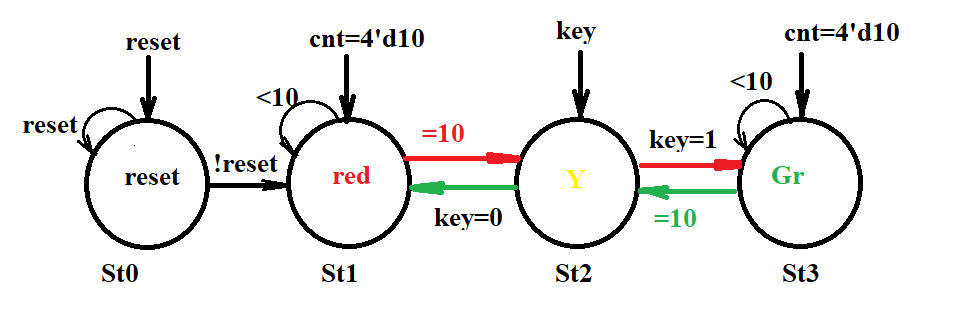 reset
cnt=4'd10
key
cnt=4'd10
reset
<10
=10
key=1
<10
reset
!reset
red
Y
Gr
key=0
=10
St0
St1
St2
St3